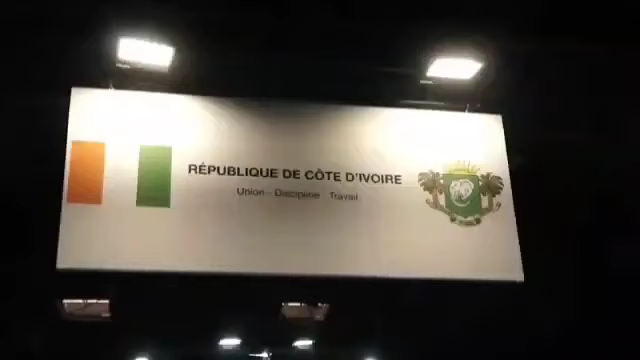 RÉPUBLIQUE DE CÔTE D'IVOIRE
Union - Discipline - Travail